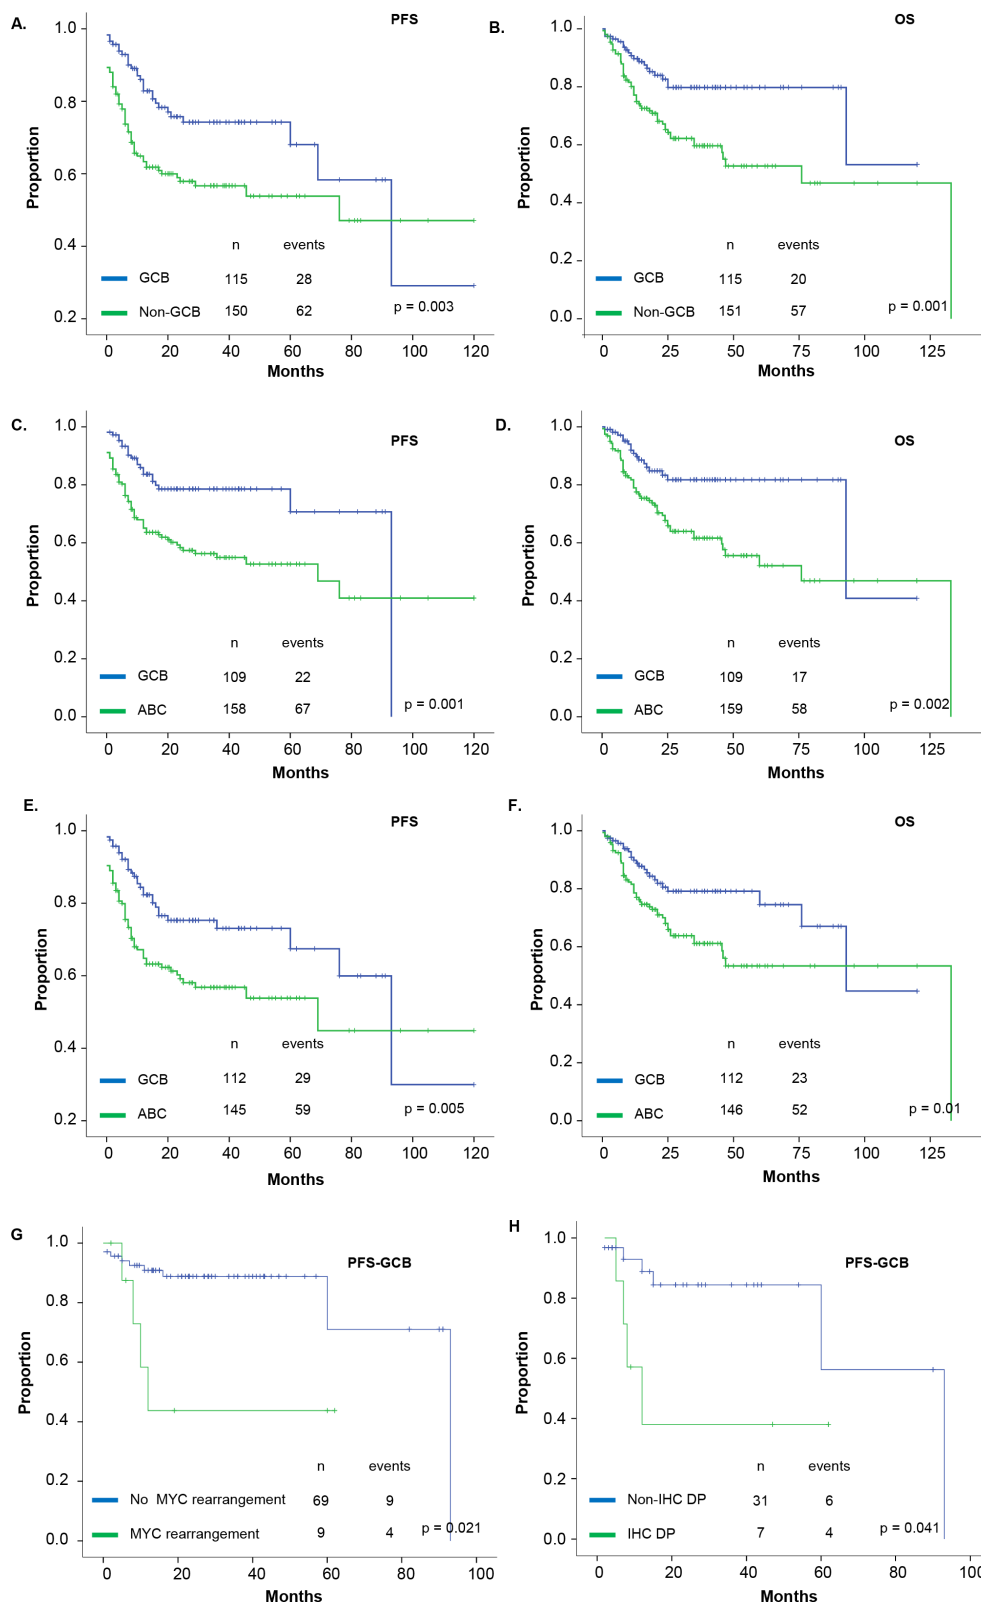 A.
PFS
1.0
0.8
0.6
0.4
0.2
Proportion
n events
GCB 115 28
Non-GCB 150 62
p = 0.003
0 20 40 60 80 100 120
Months
B.
OS
1.0
0.8
0.6
0.4
0.2
0.0
Proportion
n events
GCB 115 20
Non-GCB 151 57
p = 0.001
0 25 50 75 100 125
Months
C.
PFS
1.0
0.8
0.6
0.4
0.2
0.0
Proportion
n events
GCB 109 22
ABC 158 67
p = 0.001
0 20 40 60 80 100 120
Months
D.
OS
1.0
0.8
0.6
0.4
0.2
0.0
Proportion
n events
GCB 109 17
ABC 159 58
p = 0.002
0 25 50 75 100 125
Months
E.
PFS
1.0
0.8
0.6
0.4
0.2
Proportion
n events
GCB 112 29
ABC 145 59
p = 0.005
0 20 40 60 80 100 120
Months
F.
OS
1.0
0.8
0.6
0.4
0.2
0.0
Proportion
n events
GCB 112 23
ABC 146 52
p = 0.01
0 25 50 75 100 125
Months
G
PFS-GCB
1.0
0.8
0.6
0.4
0.2
0.0
Proportion
n events
No MYC rearrangement 69 9
MYC rearrangement 9 4
p = 0.021
0 20 40 60 80 100
Months
H
PFS-GCB
1.0
0.8
0.6
0.4
0.2
0.0
Proportion
n events
Non-IHC DP 31 6
IHC DP 7 4
p = 0.041
0 20 40 60 80 100
Months